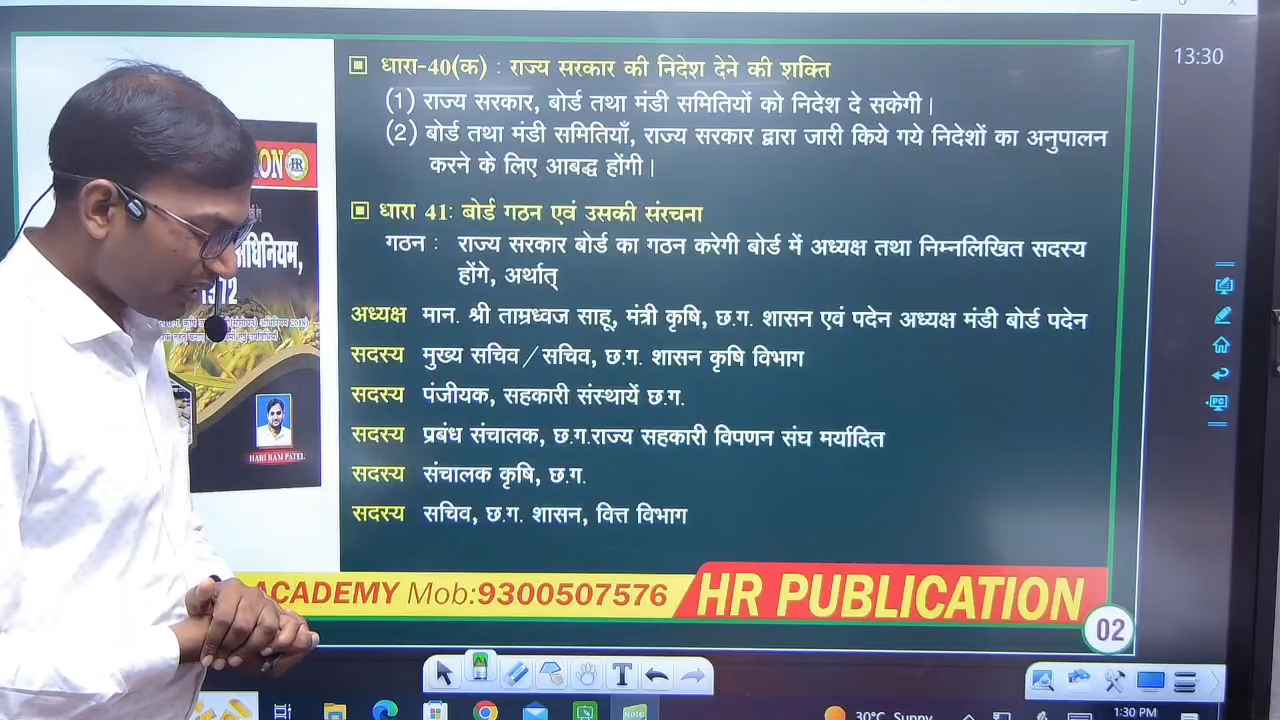 13:30
धारा-40(क) : राज्य सरकार की निदेश देने की शक्ति
(1) राज्य सरकार, बोर्ड तथा मंडी समितियों को निदेश दे सकेगी।
(2) बोर्ड तथा मंडी समितियाँ, राज्य सरकार द्वारा जारी किये गये निदेशों का अनुपालन
करने के लिए आबद्ध होंगी।
धारा 41: बोर्ड गठन एवं उसकी संरचना
गठन : राज्य सरकार बोर्ड का गठन करेगी बोर्ड में अध्यक्ष तथा निम्नलिखित सदस्य
होंगे, अर्थात्
अध्यक्ष मान. श्री ताम्रध्वज साहू, मंत्री कृषि, छ.ग. शासन एवं पदेन अध्यक्ष मंडी बोर्ड पदेन
सदस्य मुख्य सचिव/सचिव, छ.ग. शासन कृषि विभाग
सदस्य पंजीयक, सहकारी संस्थायें छ.ग.
सदस्य प्रबंध संचालक, छ.ग.राज्य सहकारी विपणन संघ मर्यादित
सदस्य संचालक कृषि, छ.ग.
सदस्य सचिव, छ.ग. शासन, वित्त विभाग
ON HR
HARI RAM PATEL
ACADEMY Mob:9300507576 HR PUBLICATION
02
T
PC
30°C Sunny
1:30 PM